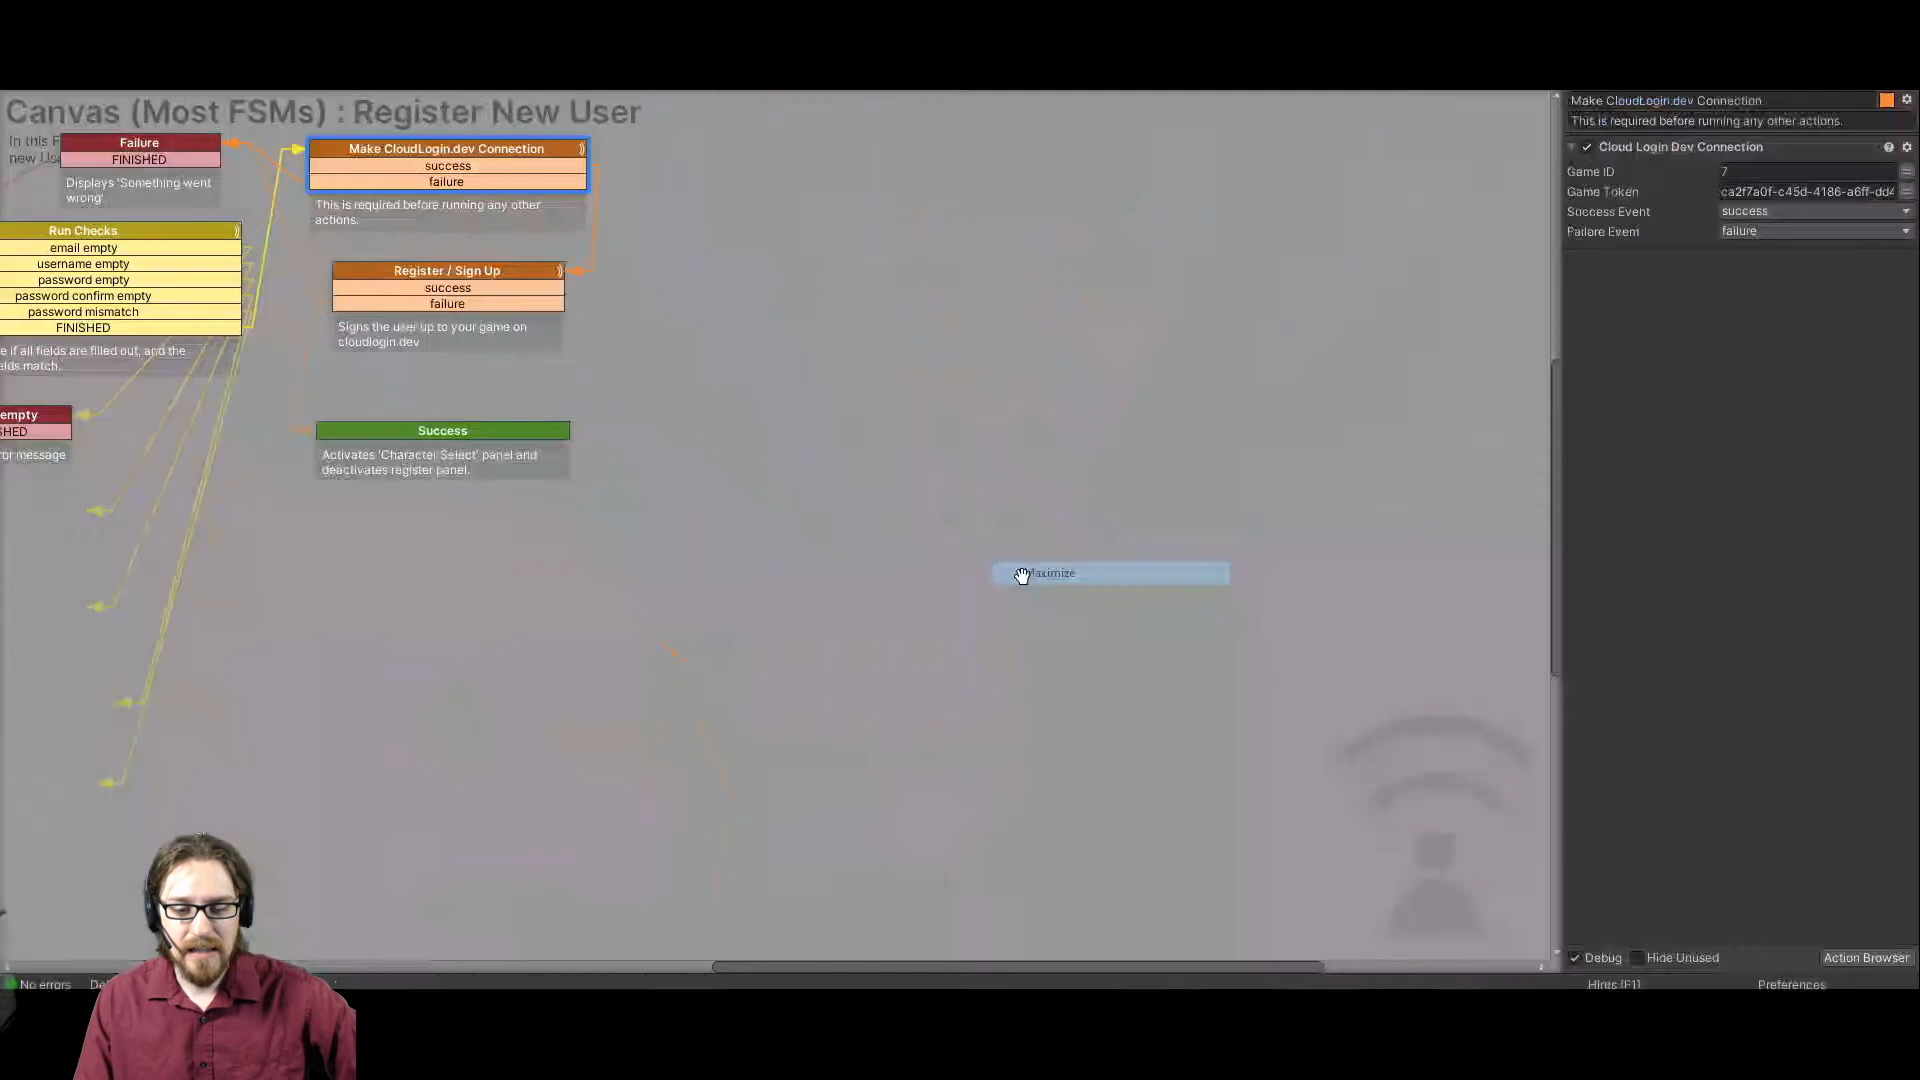 Canvas (Most FSMs) : Register New User
In this F
new Us
Failure
FINISHED
Displays 'Something went
wrong'
Make CloudLogin.dev Connection
success
failure
This is required before running any other
actions.
Run Checks
email empty
username empty
password empty
password confirm empty
password mismatch
FINISHED
e if all fields are filled out, and the
elds match.
Register / Sign Up
success
failure
Signs the user up to your game on
cloudlogin.dev
empty
SHED
or message
Success
Activates 'Character Select' panel and
deactivates register panel.
Maximize
Make CloudLogin.dev Connection
This is required before running any other actions.
Cloud Login Dev Connection
Game ID
7
Game Token
ca2f7a0f-c45d-4186-a6ff-dd4
Success Event
success
Failure Event
failure
Debug
Hide Unused
Action Browser
No errors
De
Hints [F1]
Preferences